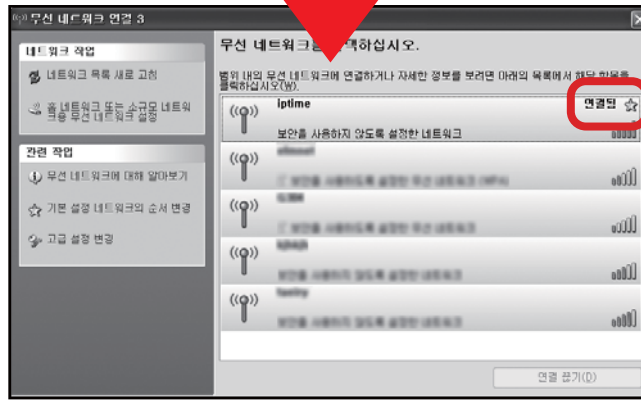 무선 네트워크 연결 3
네트워크 작업
네트워크 목록 새로 고침
홈 네트워크 또는 소규모 네트워
크용 무선 네트워크 설정
관련 작업
무선 네트워크에 대해 알아보기
기본 설정 네트워크의 순서 변경
고급 설정 변경
무선 네트워크를 택하십시오.
범위 내의 무선 네트워크에 연결하거나 자세한 정보를 보려면 아래의 목록에서 해당 항목을
클릭하십시오(W).
iptime
연결됨
보안을 사용하지 않도록 설정한 네트워크
연결 끊기(D)